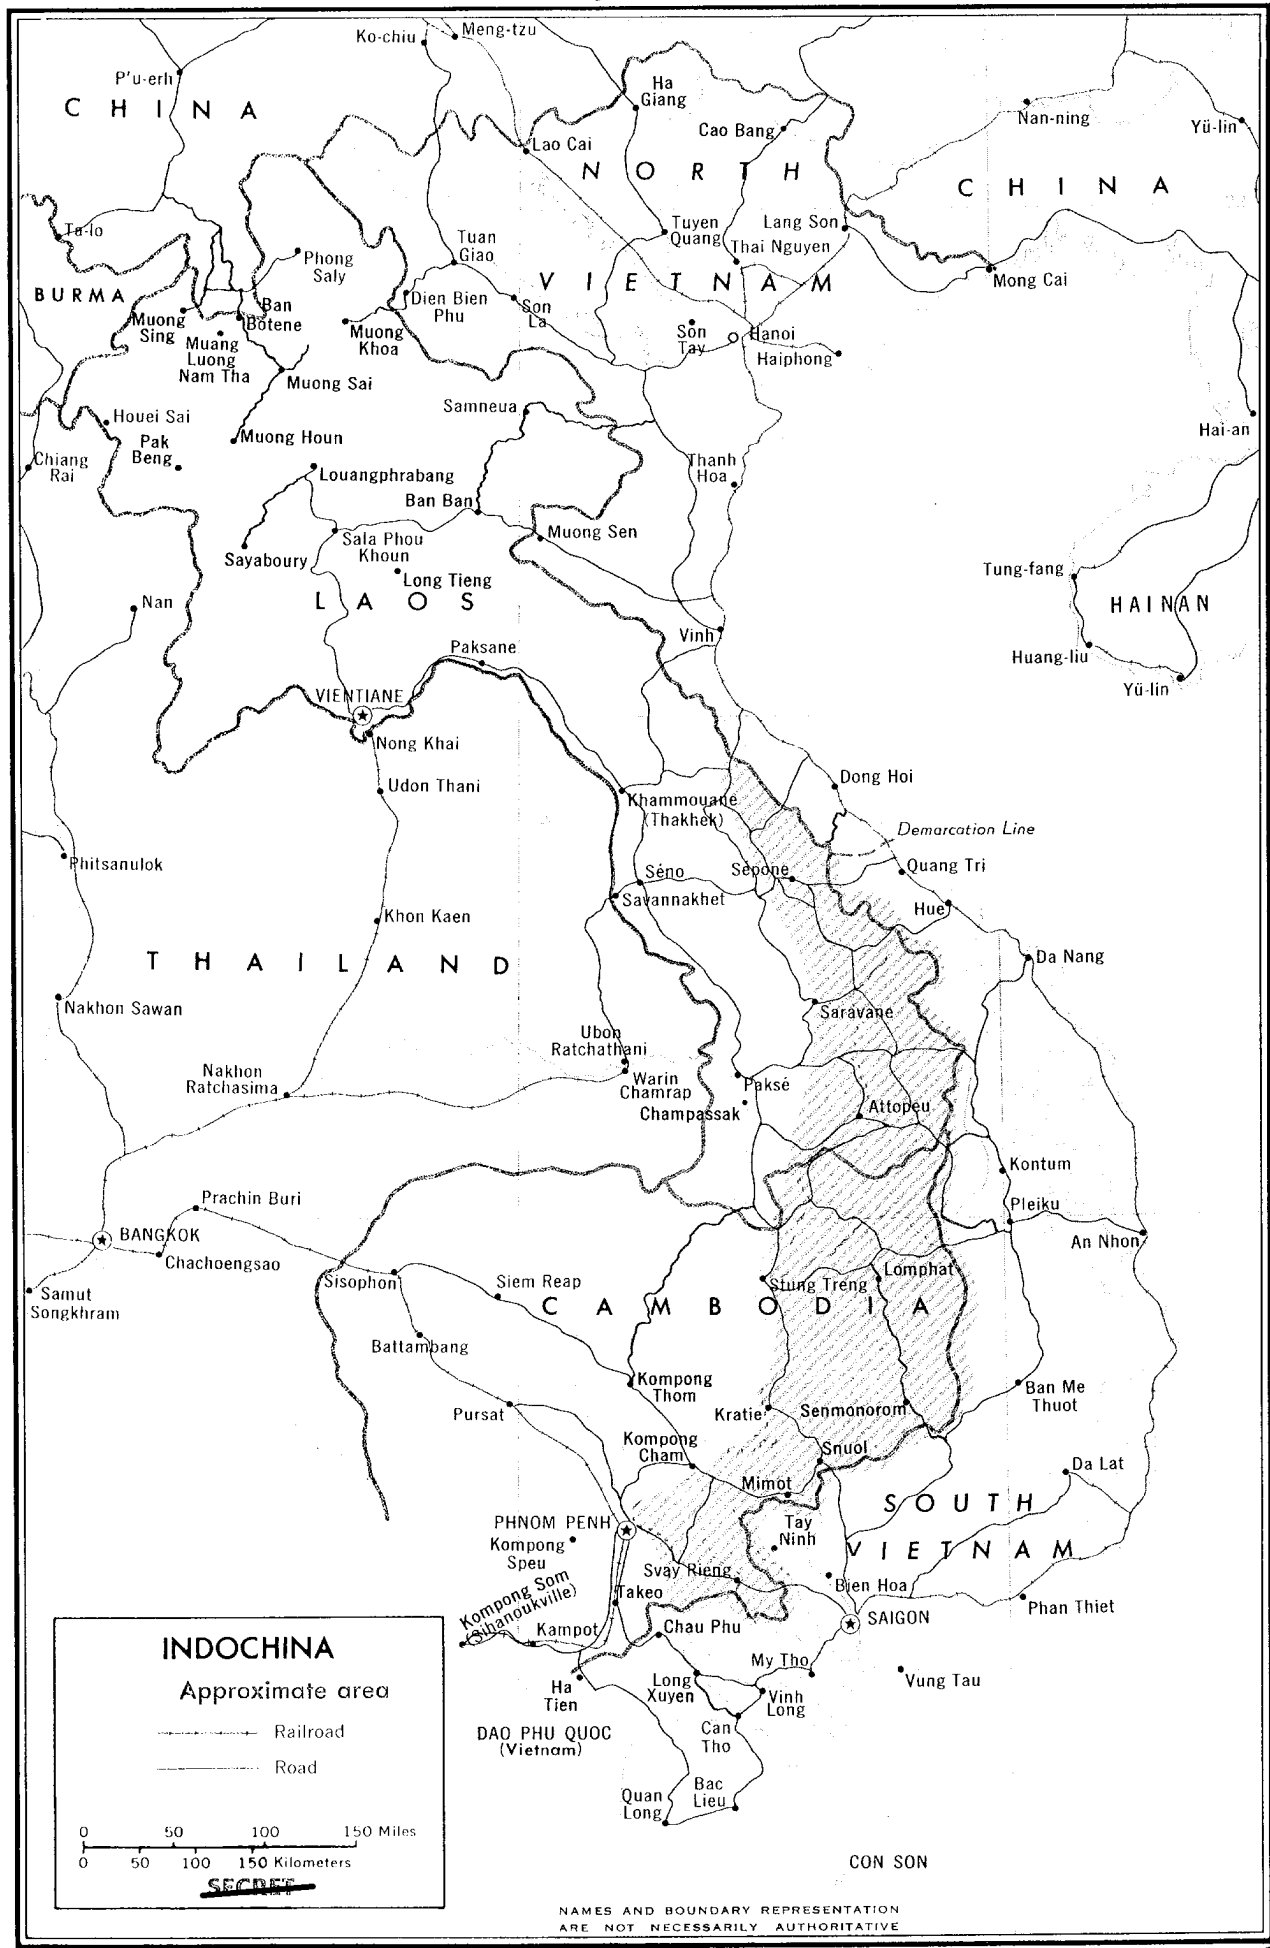 Ko-chiu
Meng-tzu
P'u-erh
CHINA
Ha
Giang
Cao Bang
Nan-ning
Yü-lin
Lao Cai
NORTH
CHINA
Ta-lo
Tuyen
Quang
Lang Son
Thai Nguyen
Tuan
Giao
Phong
Saly
VIETNAM
Mong Cai
BURMA
Dien Bien
Phu
Son
La
Ban
Botene
Muong
Sing
Muang
Luong
Nam Tha
Muong
Khoa
Son
Tay
Hanoi
Haiphong
Muong Sai
Houei Sai
Samneua
Pak
Beng
Muong Houn
Hai-an
Chiang
Rai
Louangphrabang
Thanh
Hoa
Ban Ban
Sala Phou
Khoun
Muong Sen
Sayaboury
Long Tieng
Tung-fang
Nan
LAOS
HAINAN
Vinh
Paksane
Huang-liu
Yü-lin
VIENTIANE
Nong Khai
Udon Thani
Dong Hoi
Khammouane
(Thakhek)
Demarcation Line
Phitsanulok
Séno
Sépone
Quang Tri
Savannakhet
Hue
Khon Kaen
THAILAND
Da Nang
Nakhon Sawan
Saravane
Ubon
Ratchathani
Nakhon
Ratchasima
Warin
Chamrap
Paksé
Champassak
Attopeu
Kontum
Prachin Buri
Pleiku
BANGKOK
An Nhon
Chachoengsao
Sisophon
Siem Reap
Stung Treng
Lomphat
Samut
Songkhram
CAMBODIA
Battambang
Kompong
Thom
Ban Me
Thuot
Pursat
Kratie
Senmonorom
Kompong
Cham
Snuol
Da Lat
Mimot
SOUTH
PHNOM PENH
Tay
Ninh
Kompong
Speu
VIETNAM
Svay Rieng
Bien Hoa
Kompong Som
(Sihanoukville)
Takeo
Phan Thiet
SAIGON
Kampot
Chau Phu
My Tho
Long
Xuyen
Vung Tau
Ha
Tien
Vinh
Long
DAO PHU QUOC
(Vietnam)
Can
Tho
Quan
Long
Bac
Lieu
CON SON
INDOCHINA
Approximate area
Railroad
Road
0 50 100 150 Miles
0 50 100 150 Kilometers
SECRET
NAMES AND BOUNDARY REPRESENTATION
ARE NOT NECESSARILY AUTHORITATIVE